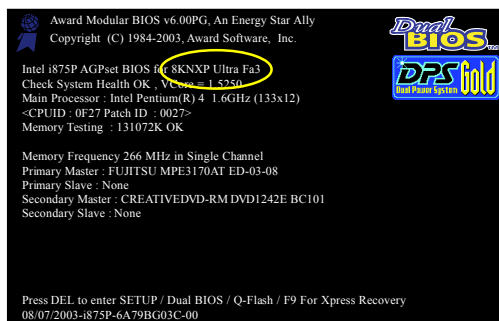 Award Modular BIOS v6.00PG, An Energy Star Ally
Copyright (C) 1984-2003, Award Software, Inc.
Dual BIOS
Intel i875P AGPset BIOS for 8KNXP Ultra Fa3
Check System Health OK , VCore = 1.5250
DPS Gold
Dual Power System
Main Processor : Intel Pentium(R) 4 1.6GHz (133x12)
<CPUID : 0F27 Patch ID : 0027>
Memory Testing : 131072K OK
Memory Frequency 266 MHz in Single Channel
Primary Master : FUJITSU MPE3170AT ED-03-08
Primary Slave : None
Secondary Master : CREATIVEDVD-RM DVD1242E BC101
Secondary Slave : None
Press DEL to enter SETUP / Dual BIOS / Q-Flash / F9 For Xpress Recovery
08/07/2003-i875P-6A79BG03C-00